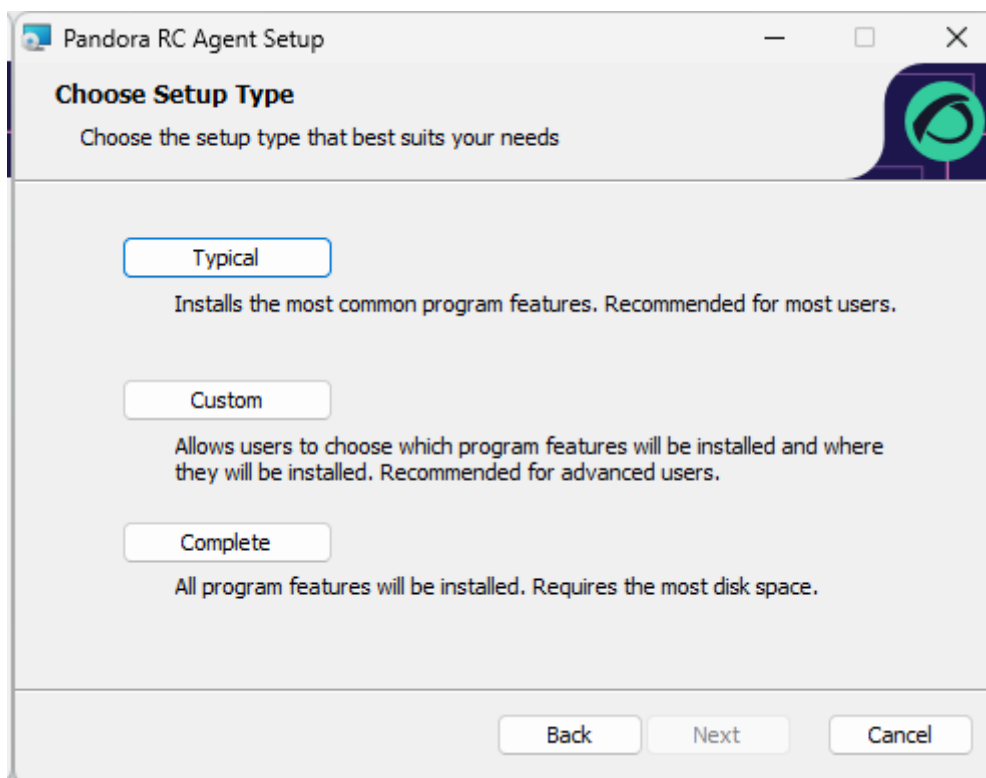 Pandora RC Agent Setup
Choose Setup Type
Choose the setup type that best suits your needs
Typical
Installs the most common program features. Recommended for most users.
Custom
Allows users to choose which program features will be installed and where
they will be installed. Recommended for advanced users.
Complete
All program features will be installed. Requires the most disk space.
Back
Next
Cancel